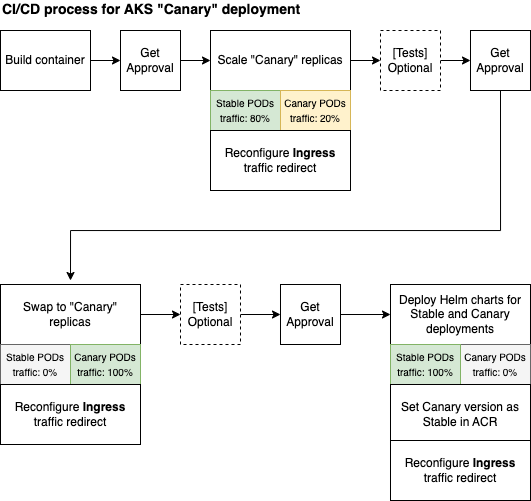 CI/CD process for AKS "Canary" deployment
Build container
Get
Approval
Scale "Canary" replicas
[Tests]
Optional
Get
Approval
Stable PODs
traffic: 80%
Canary PODs
traffic: 20%
Reconfigure Ingress
traffic redirect
Swap to "Canary"
replicas
[Tests]
Optional
Get
Approval
Deploy Helm charts for
Stable and Canary
deployments
Stable PODs
traffic: 0%
Canary PODs
traffic: 100%
Stable PODs
traffic: 100%
Canary PODs
traffic: 0%
Reconfigure Ingress
traffic redirect
Set Canary version as
Stable in ACR
Reconfigure Ingress
traffic redirect